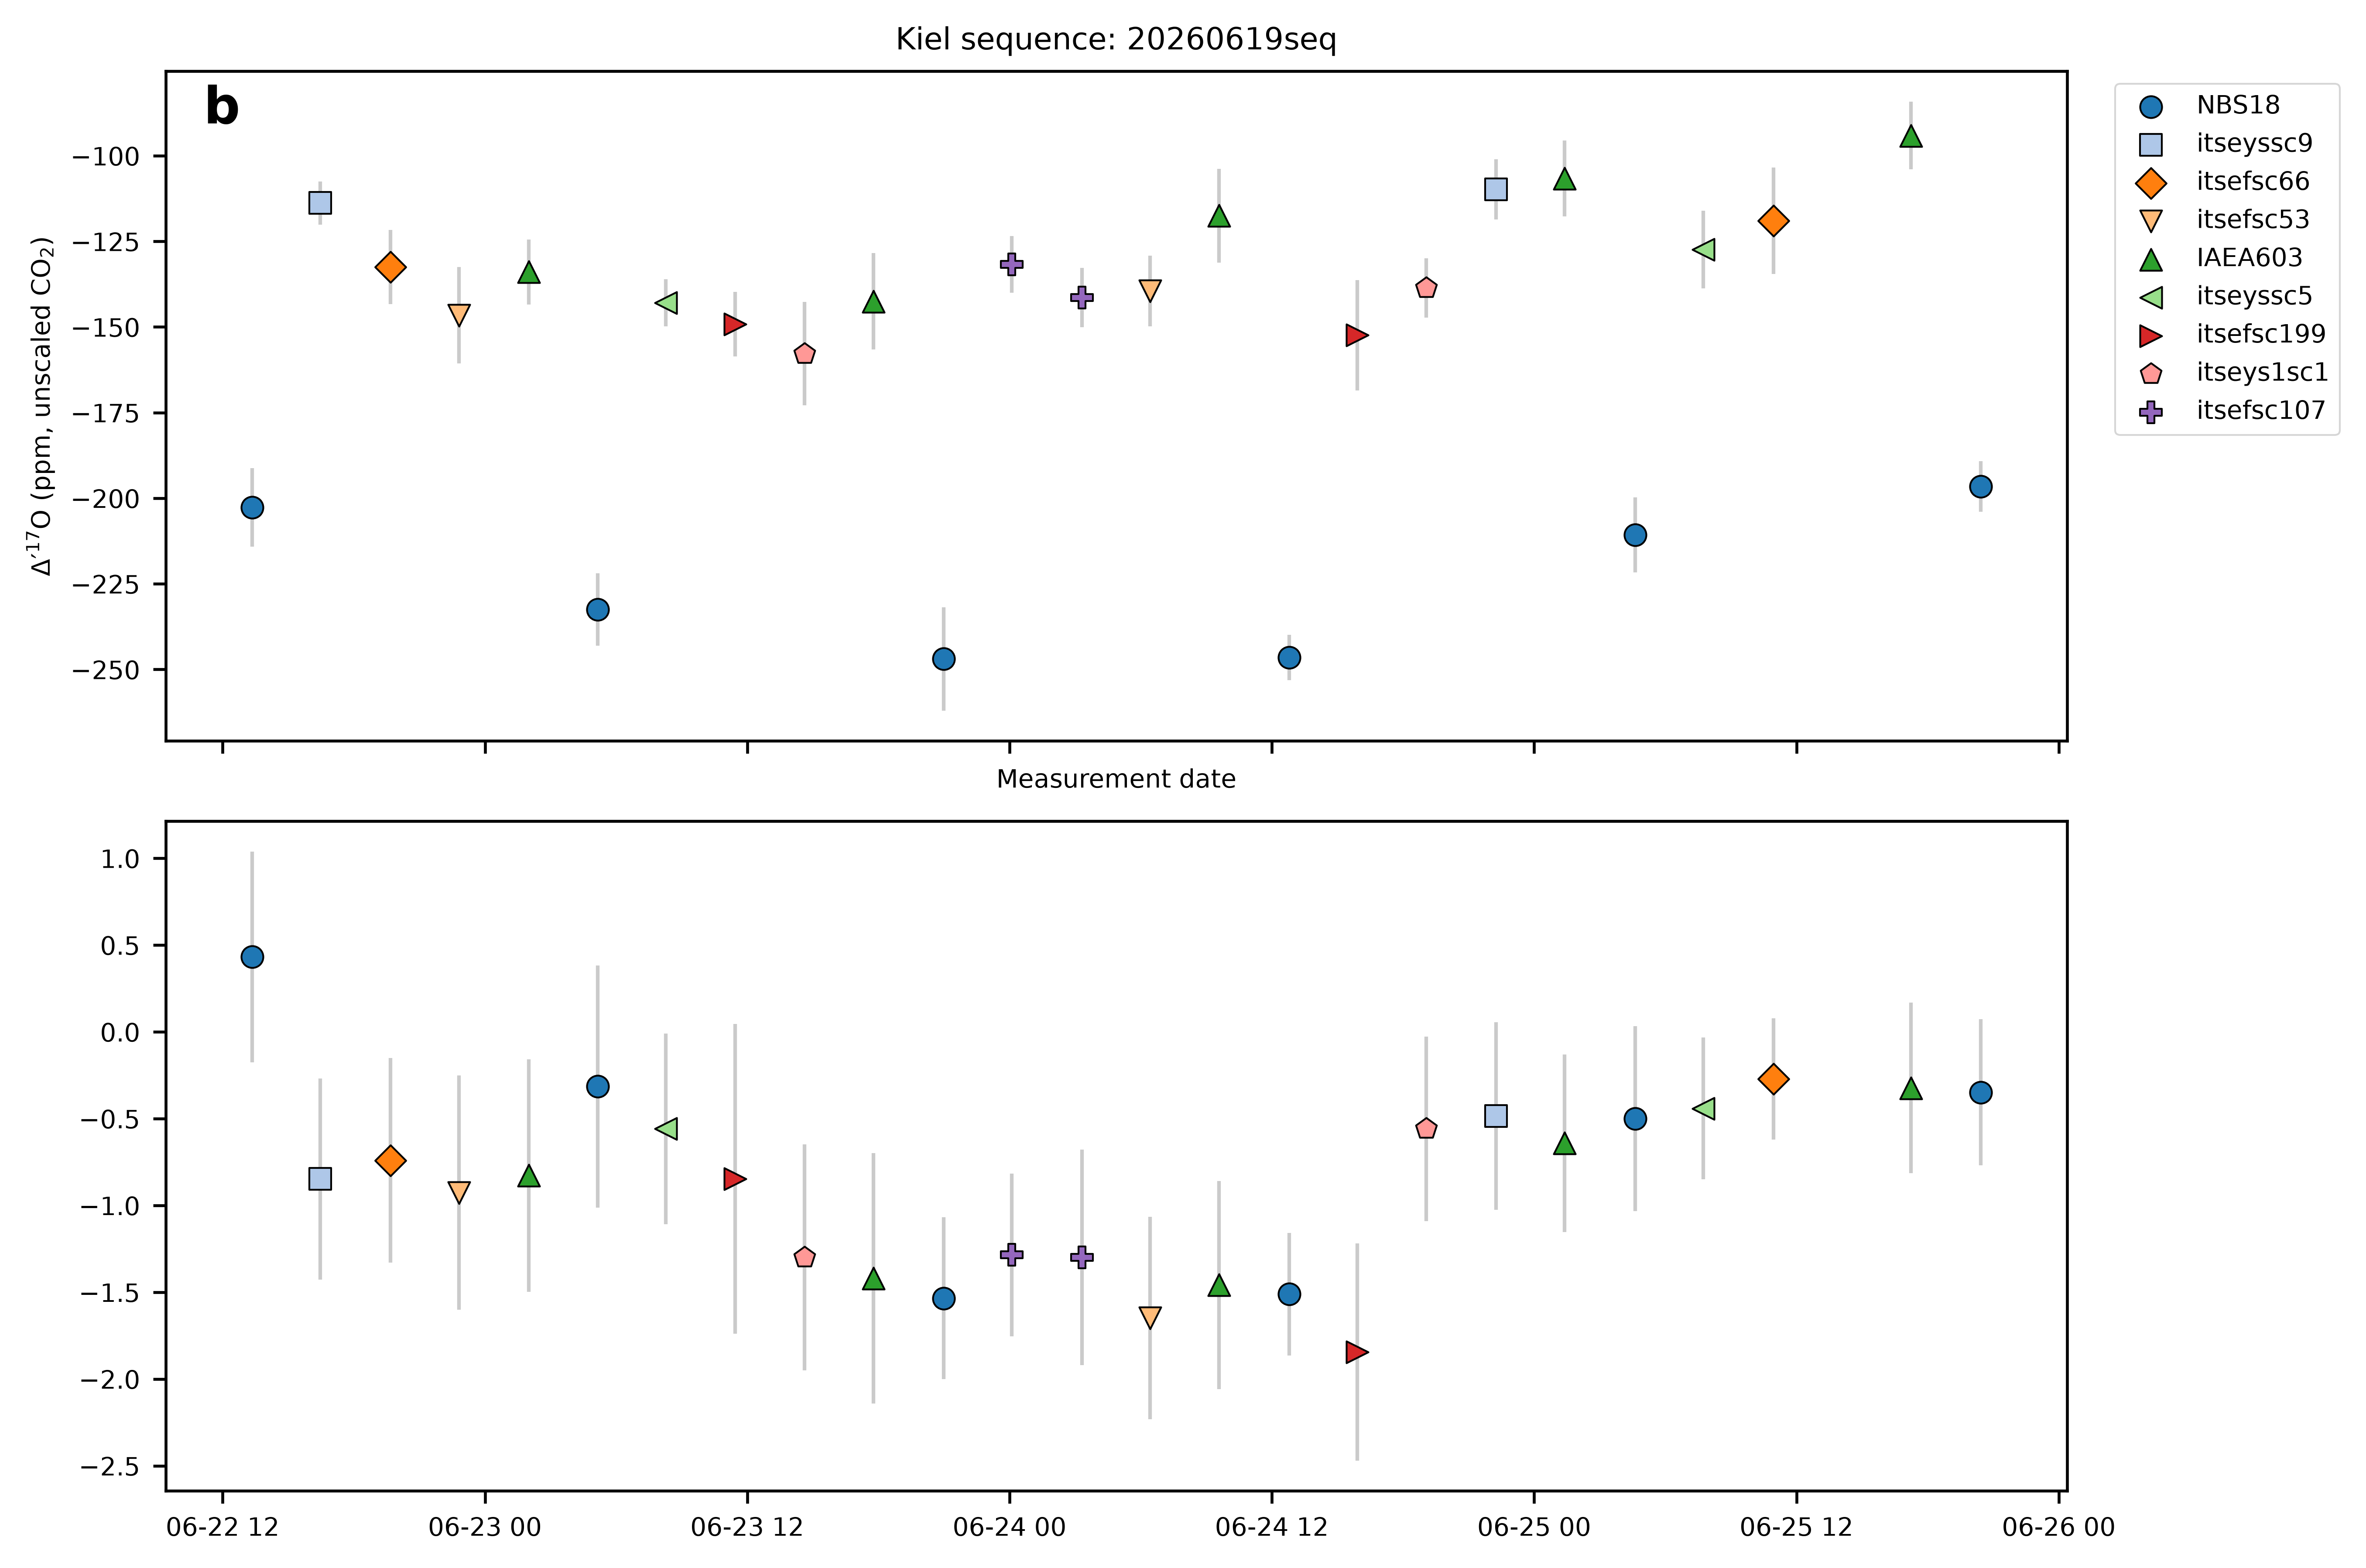 Kiel sequence: 20260619seq
b
Δ′¹⁷O (ppm, unscaled CO₂)
−100
−125
−150
−175
−200
−225
−250
NBS18
itseyssc9
itsefsc66
itsefsc53
IAEA603
itseyssc5
itsefsc199
itseys1sc1
itsefsc107
Measurement date
1.0
0.5
0.0
−0.5
−1.0
−1.5
−2.0
−2.5
06-22 12 06-23 00 06-23 12 06-24 00 06-24 12 06-25 00 06-25 12 06-26 00